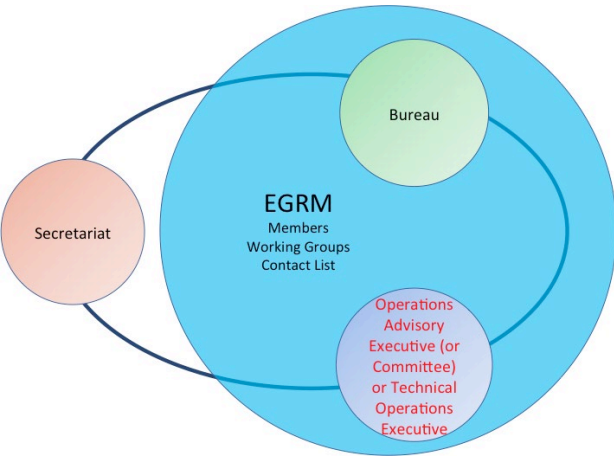 Bureau
EGRM
Members
Working Groups
Contact List
Secretariat
Operations
Advisory
Executive (or
Committee)
or Technical
Operations
Executive